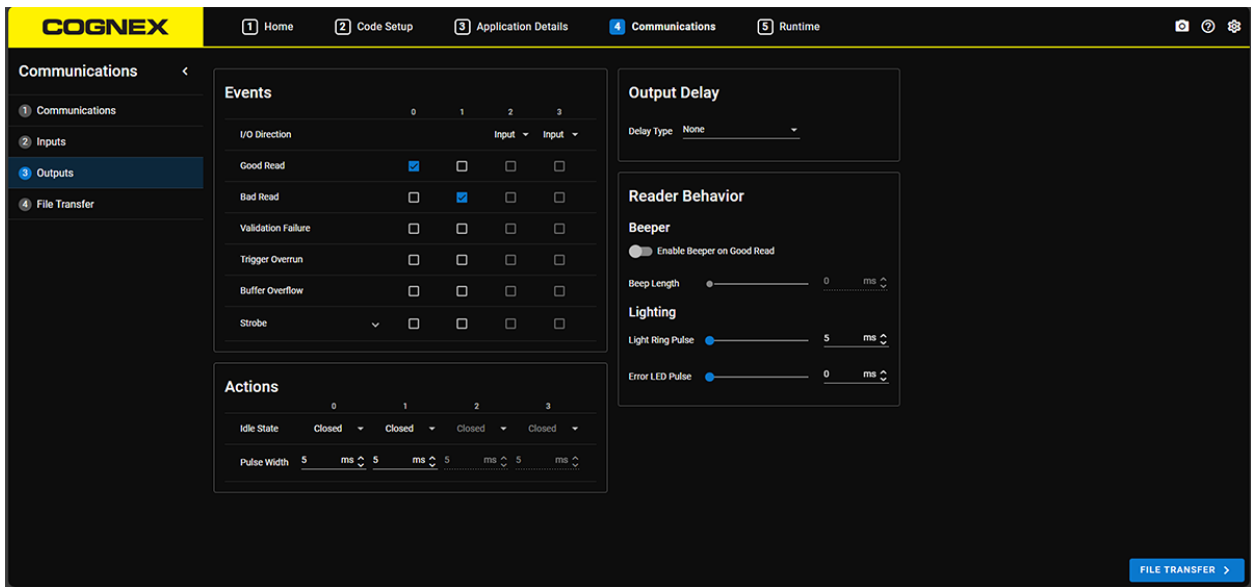 COGNEX
1 Home 2 Code Setup 3 Application Details 4 Communications 5 Runtime
Communications
1 Communications
2 Inputs
3 Outputs
4 File Transfer
Events
0 1 2 3
I/O Direction Input Input
Good Read
Bad Read
Validation Failure
Trigger Overrun
Buffer Overflow
Strobe
Actions
0 1 2 3
Idle State Closed Closed Closed Closed
Pulse Width 5 ms 5 ms 5 ms 5 ms
Output Delay
Delay Type None
Reader Behavior
Beeper
Enable Beeper on Good Read
Beep Length 0 ms
Lighting
Light Ring Pulse 5 ms
Error LED Pulse 0 ms
FILE TRANSFER